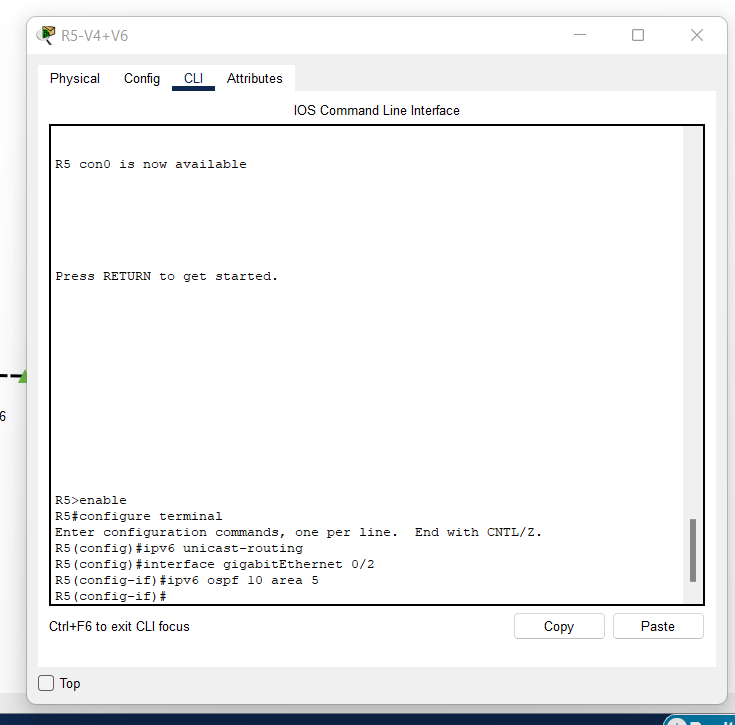 R5-V4+V6
Physical Config CLI Attributes
IOS Command Line Interface
R5 con0 is now available
Press RETURN to get started.
6
R5>enable
R5#configure terminal
Enter configuration commands, one per line.  End with CNTL/Z.
R5(config)#ipv6 unicast-routing
R5(config)#interface gigabitEthernet 0/2
R5(config-if)#ipv6 ospf 10 area 5
R5(config-if)#
Ctrl+F6 to exit CLI focus
Copy Paste
Top